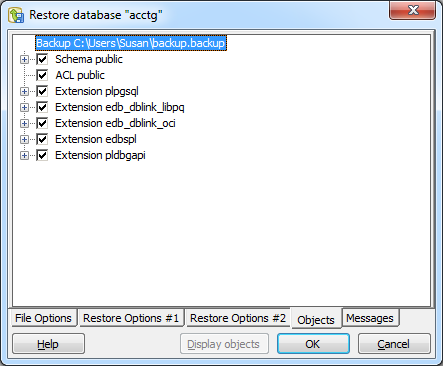 Restore database "acctg"
Backup C:\Users\Susan\backup.backup
Schema public
ACL public
Extension plpgsql
Extension edb_dblink_libpq
Extension edb_dblink_oci
Extension edbspl
Extension pldbgapi
File Options Restore Options #1 Restore Options #2 Objects Messages
Help Display objects OK Cancel